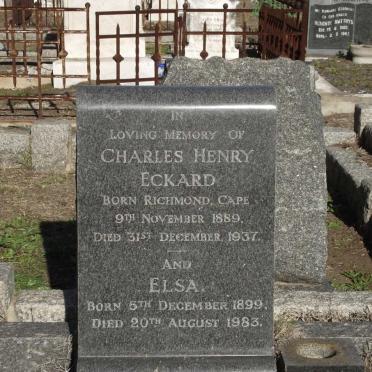 IN
LOVING MEMORY OF
CHARLES HENRY
ECKARD
BORN RICHMOND, CAPE
9TH NOVEMBER 1889.
DIED 31ST DECEMBER, 1937.
AND
ELSA.
BORN 5TH DECEMBER 1899.
DIED 20TH AUGUST 1983.